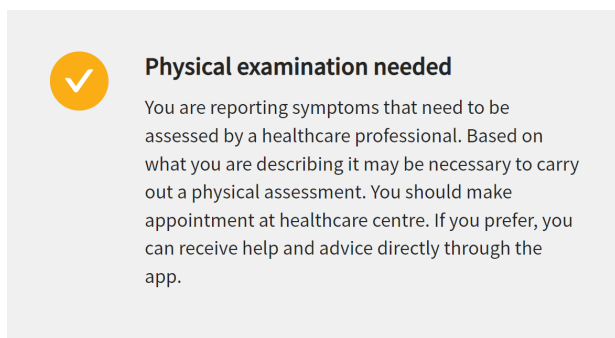 Physical examination needed
You are reporting symptoms that need to be
assessed by a healthcare professional. Based on
what you are describing it may be necessary to carry
out a physical assessment. You should make
appointment at healthcare centre. If you prefer, you
can receive help and advice directly through the
app.